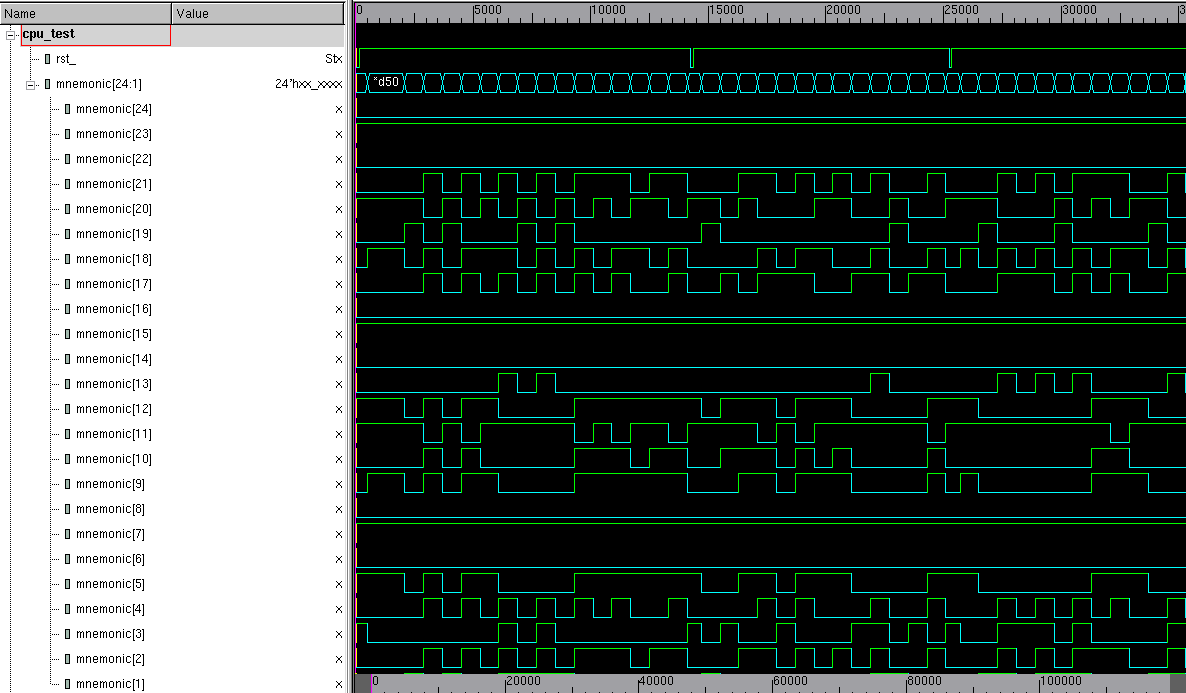 Name Value 0 5000 10000 15000 20000 25000 30000
cpu_test
rst_ Stx
mnemonic[24:1] 24'hxx_xxxx *d50
mnemonic[24] x
mnemonic[23] x
mnemonic[22] x
mnemonic[21] x
mnemonic[20] x
mnemonic[19] x
mnemonic[18] x
mnemonic[17] x
mnemonic[16] x
mnemonic[15] x
mnemonic[14] x
mnemonic[13] x
mnemonic[12] x
mnemonic[11] x
mnemonic[10] x
mnemonic[9] x
mnemonic[8] x
mnemonic[7] x
mnemonic[6] x
mnemonic[5] x
mnemonic[4] x
mnemonic[3] x
mnemonic[2] x
mnemonic[1] x
0 20000 40000 60000 80000 100000